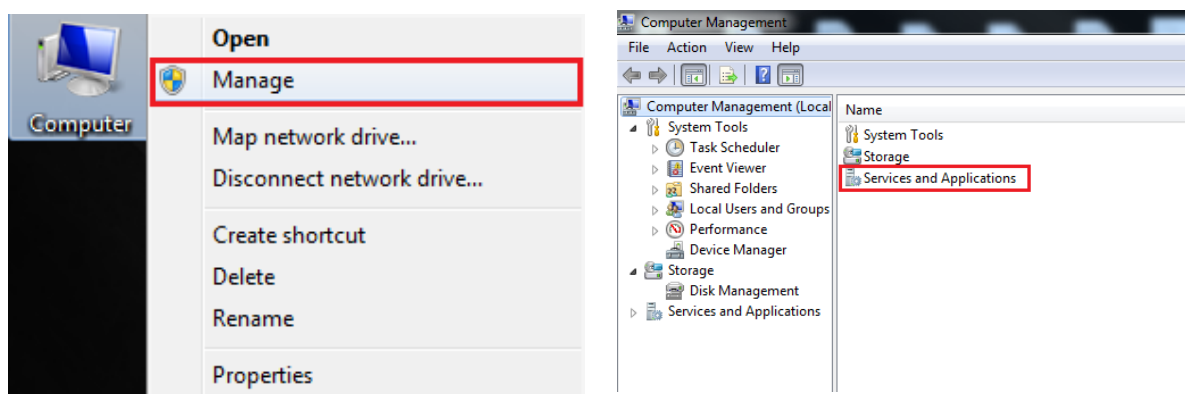 Computer
Open
Manage
Map network drive...
Disconnect network drive...
Create shortcut
Delete
Rename
Properties
Computer Management
File Action View Help
Computer Management (Local
System Tools
Task Scheduler
Event Viewer
Shared Folders
Local Users and Groups
Performance
Device Manager
Storage
Disk Management
Services and Applications
Name
System Tools
Storage
Services and Applications